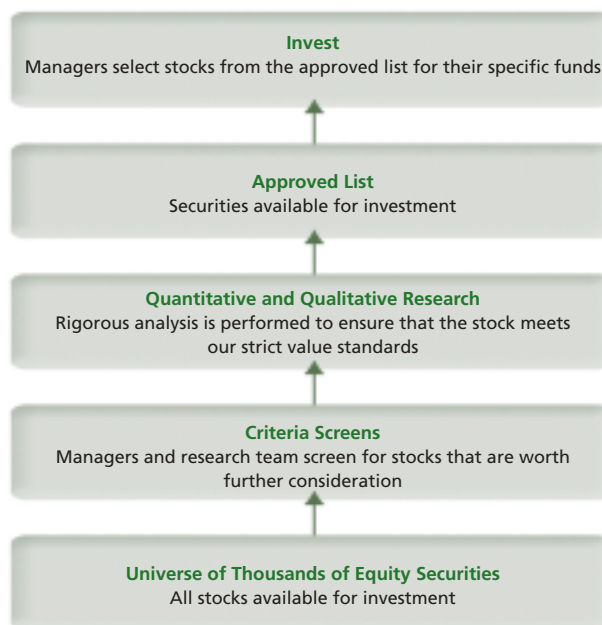 Invest
Managers select stocks from the approved list for their specific funds
Approved List
Securities available for investment
Quantitative and Qualitative Research
Rigorous analysis is performed to ensure that the stock meets
our strict value standards
Criteria Screens
Managers and research team screen for stocks that are worth
further consideration
Universe of Thousands of Equity Securities
All stocks available for investment